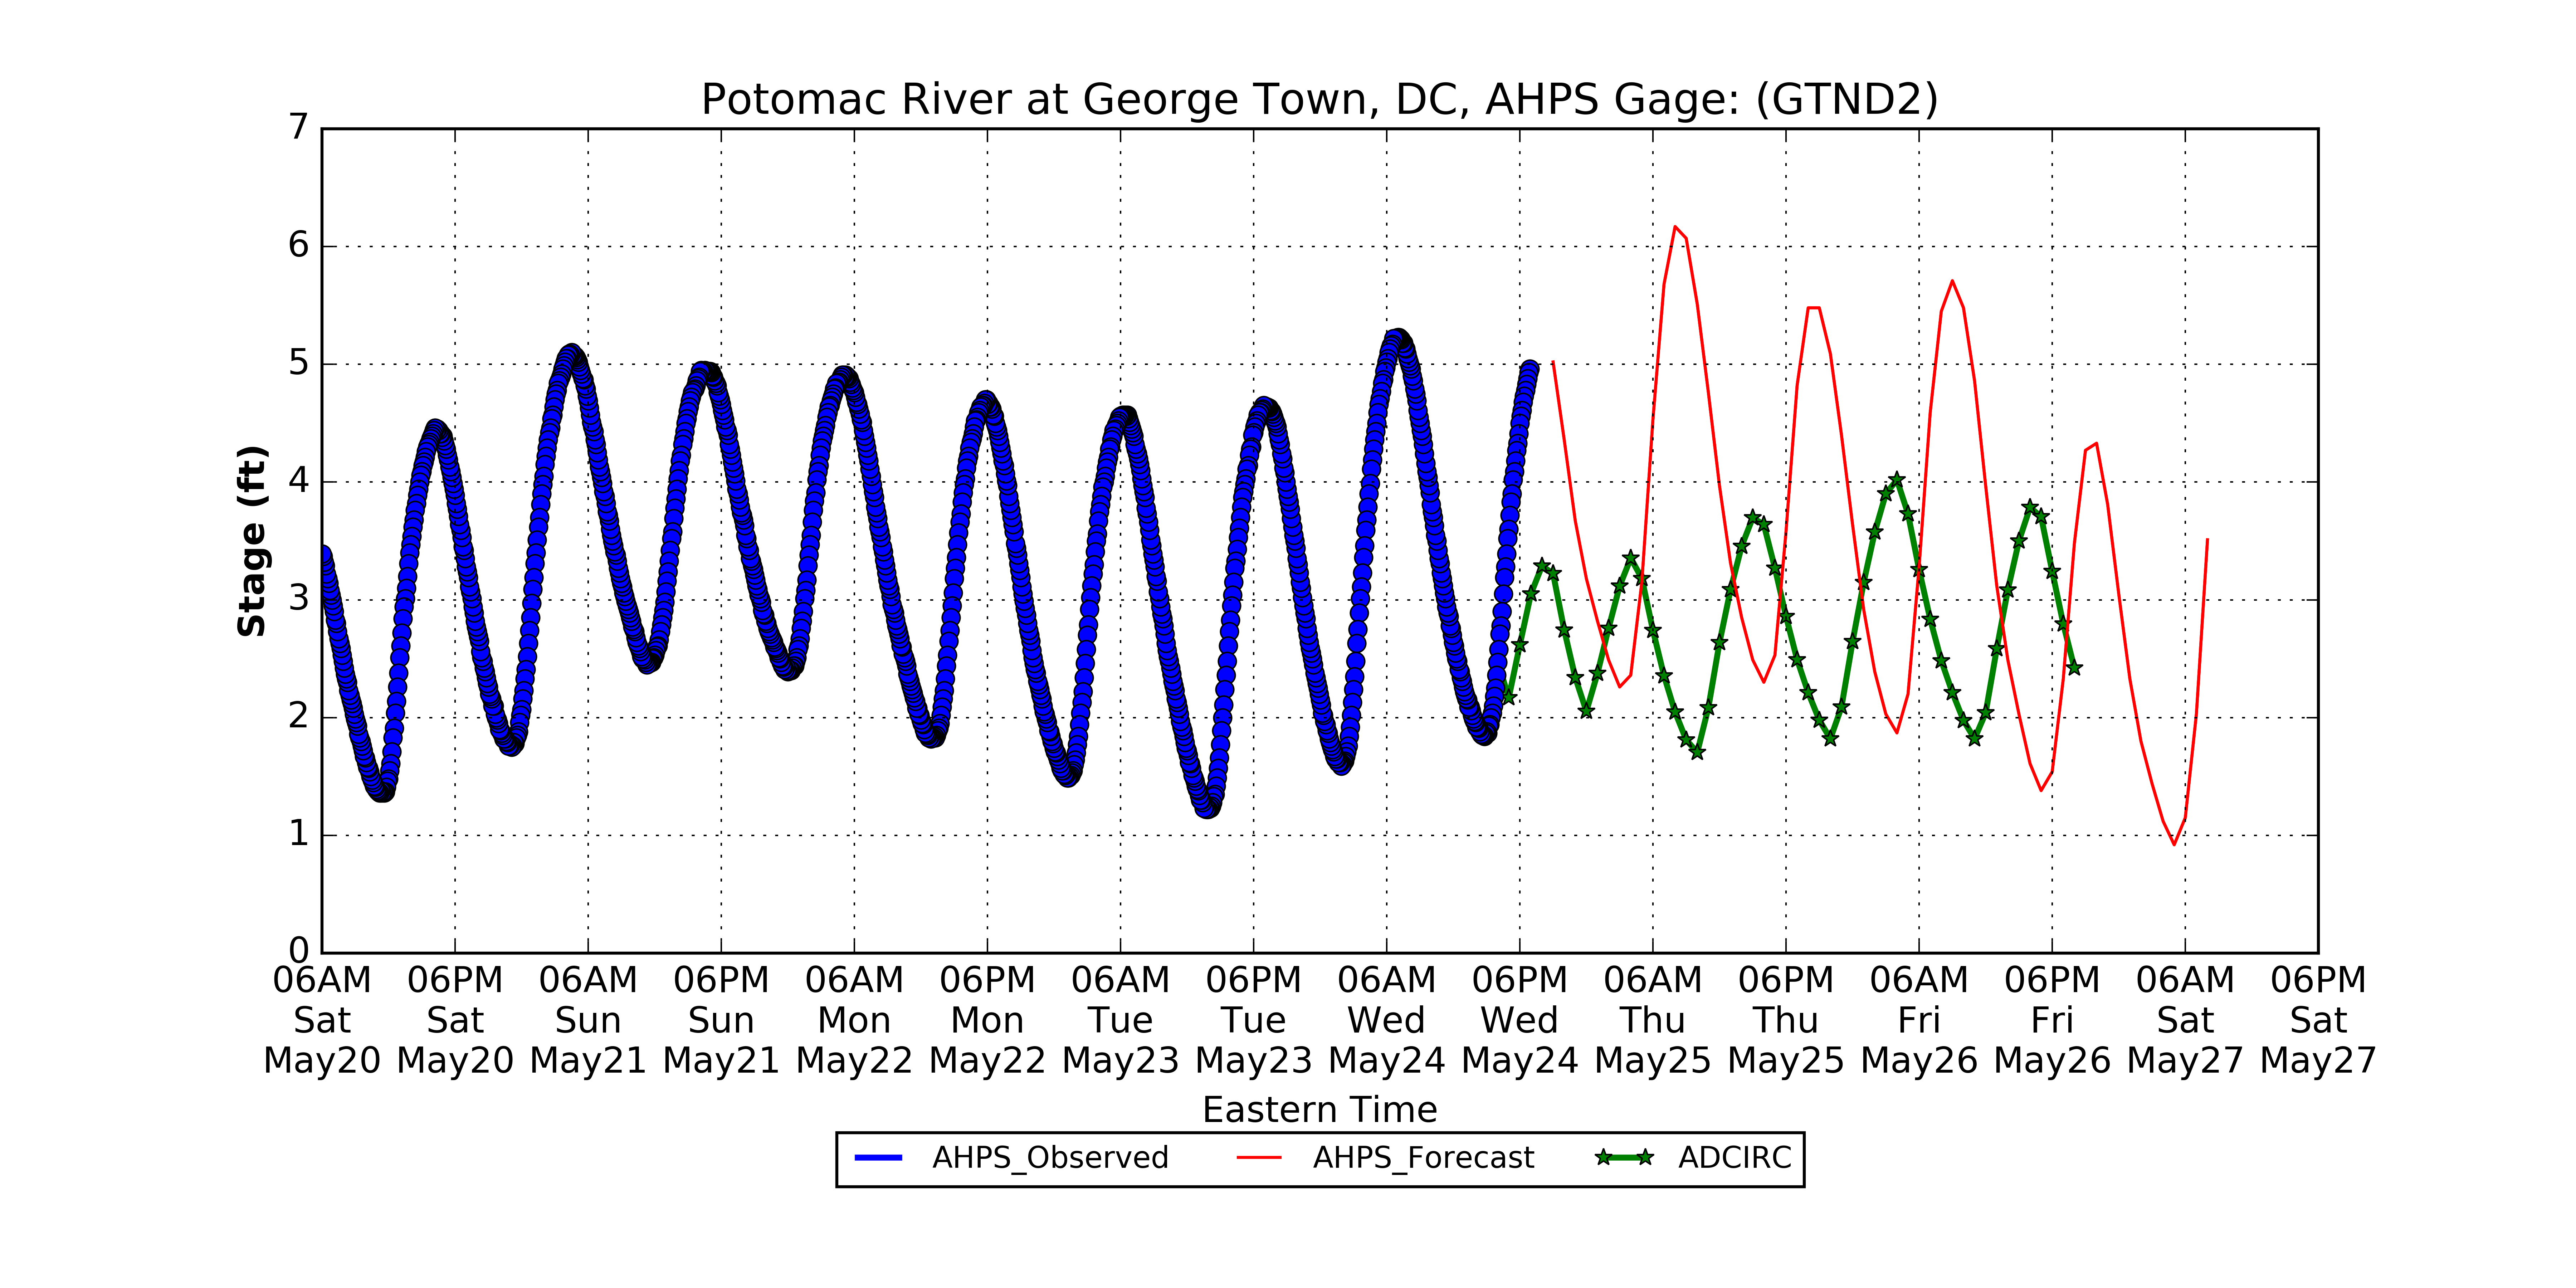 Potomac River at George Town, DC, AHPS Gage: (GTND2)
7
6
5
4
3
2
1
0
Stage (ft)
06AM 06PM 06AM 06PM 06AM 06PM 06AM 06PM 06AM 06PM 06AM 06PM 06AM 06PM 06AM 06PM
Sat Sat Sun Sun Mon Mon Tue Tue Wed Wed Thu Thu Fri Fri Sat Sat
May20 May20 May21 May21 May22 May22 May23 May23 May24 May24 May25 May25 May26 May26 May27 May27
Eastern Time
AHPS_Observed AHPS_Forecast ADCIRC